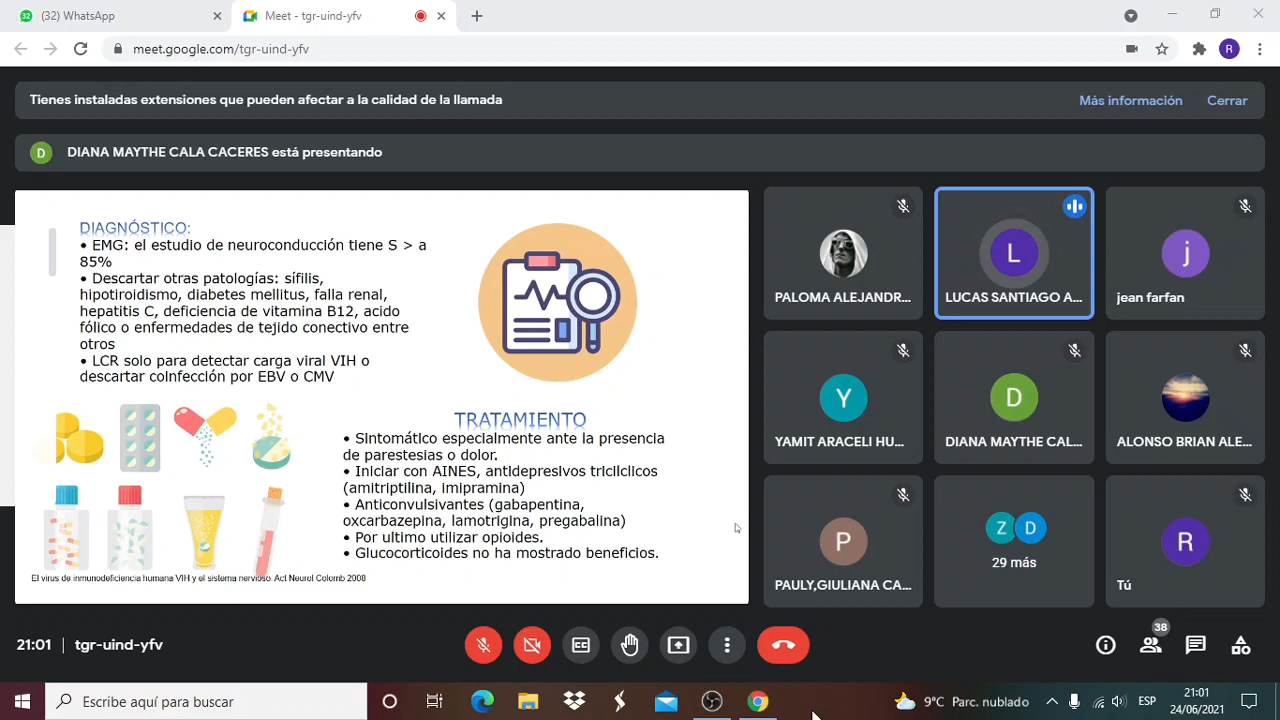 (32) WhatsApp
Meet - tgr-uind-yfv
meet.google.com/tgr-uind-yfv
R
Tienes instaladas extensiones que pueden afectar a la calidad de la llamada
Más información
Cerrar
D
DIANA MAYTHE CALA CACERES está presentando
DIAGNÓSTICO:
• EMG: el estudio de neuroconducción tiene S > a
85%
• Descartar otras patologías: sífilis,
hipotiroidismo, diabetes mellitus, falla renal,
hepatitis C, deficiencia de vitamina B12, acido
fólico o enfermedades de tejido conectivo entre
otros
• LCR solo para detectar carga viral VIH o
descartar coinfección por EBV o CMV
TRATAMIENTO
• Sintomático especialmente ante la presencia
de parestesias o dolor.
• Iniciar con AINES, antidepresivos tricilclicos
(amitriptilina, imipramina)
• Anticonvulsivantes (gabapentina,
oxcarbazepina, lamotrigina, pregabalina)
• Por ultimo utilizar opioides.
• Glucocorticoides no ha mostrado beneficios.
El virus de inmunodeficiencia humana VIH y el sistema nervioso. Act Neurol Colomb 2008
PALOMA ALEJANDR...
L
LUCAS SANTIAGO A...
j
jean farfan
Y
YAMIT ARACELI HU...
D
DIANA MAYTHE CAL...
ALONSO BRIAN ALE...
P
PAULY,GIULIANA CA...
Z D
29 más
R
Tú
21:01 | tgr-uind-yfv
CC
38
Escribe aquí para buscar
9°C Parc. nublado
ESP
21:01
24/06/2021